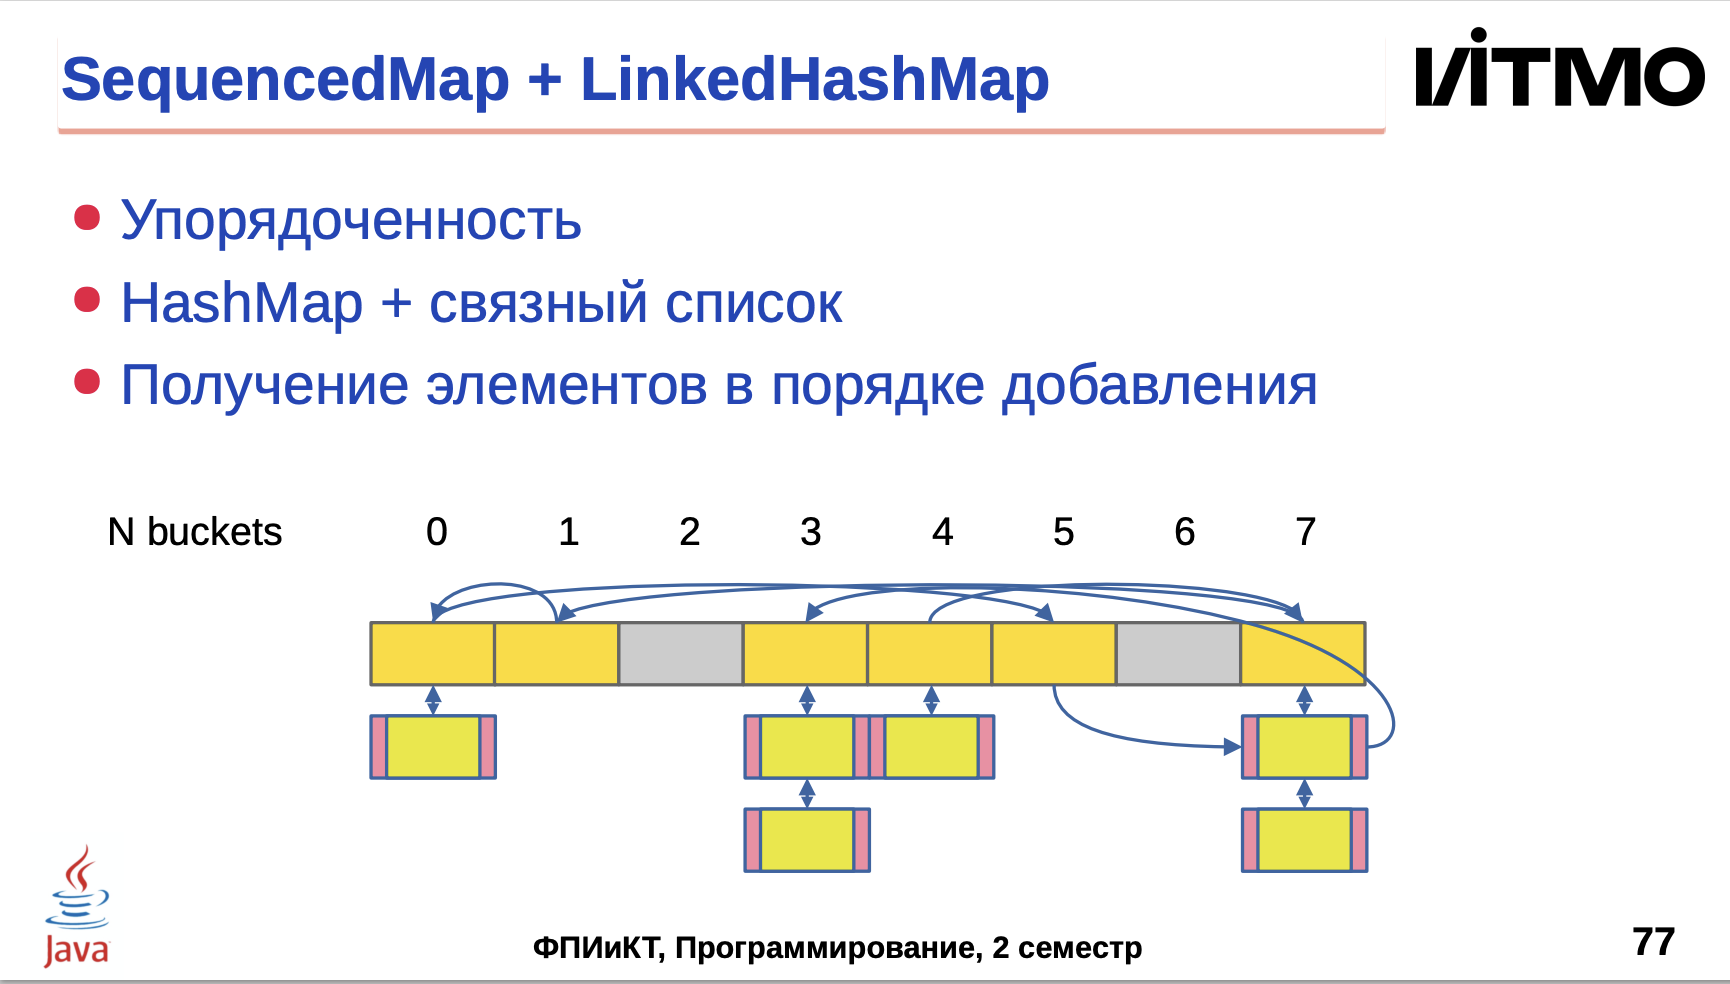 SequencedMap + LinkedHashMap
ITMO
Упорядоченность
HashMap + связный список
Получение элементов в порядке добавления
N buckets 0 1 2 3 4 5 6 7
Java
ФПИиКТ, Программирование, 2 семестр
77